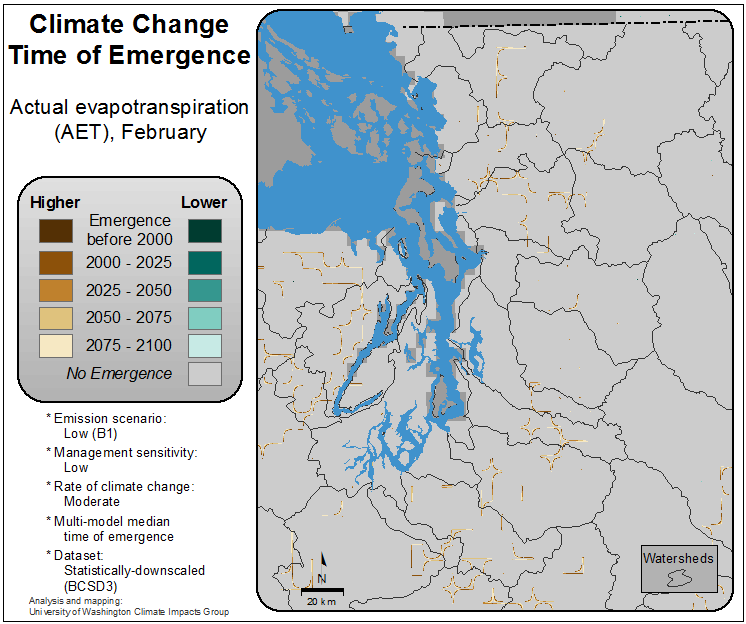 Climate Change
Time of Emergence
Actual evapotranspiration
(AET), February
Higher
Lower
Emergence
before 2000
2000 - 2025
2025 - 2050
2050 - 2075
2075 - 2100
No Emergence
* Emission scenario:
Low (B1)
* Management sensitivity:
Low
* Rate of climate change:
Moderate
* Multi-model median
time of emergence
* Dataset:
Statistically-downscaled
(BCSD3)
Analysis and mapping:
University of Washington Climate Impacts Group
N
20 km
Watersheds